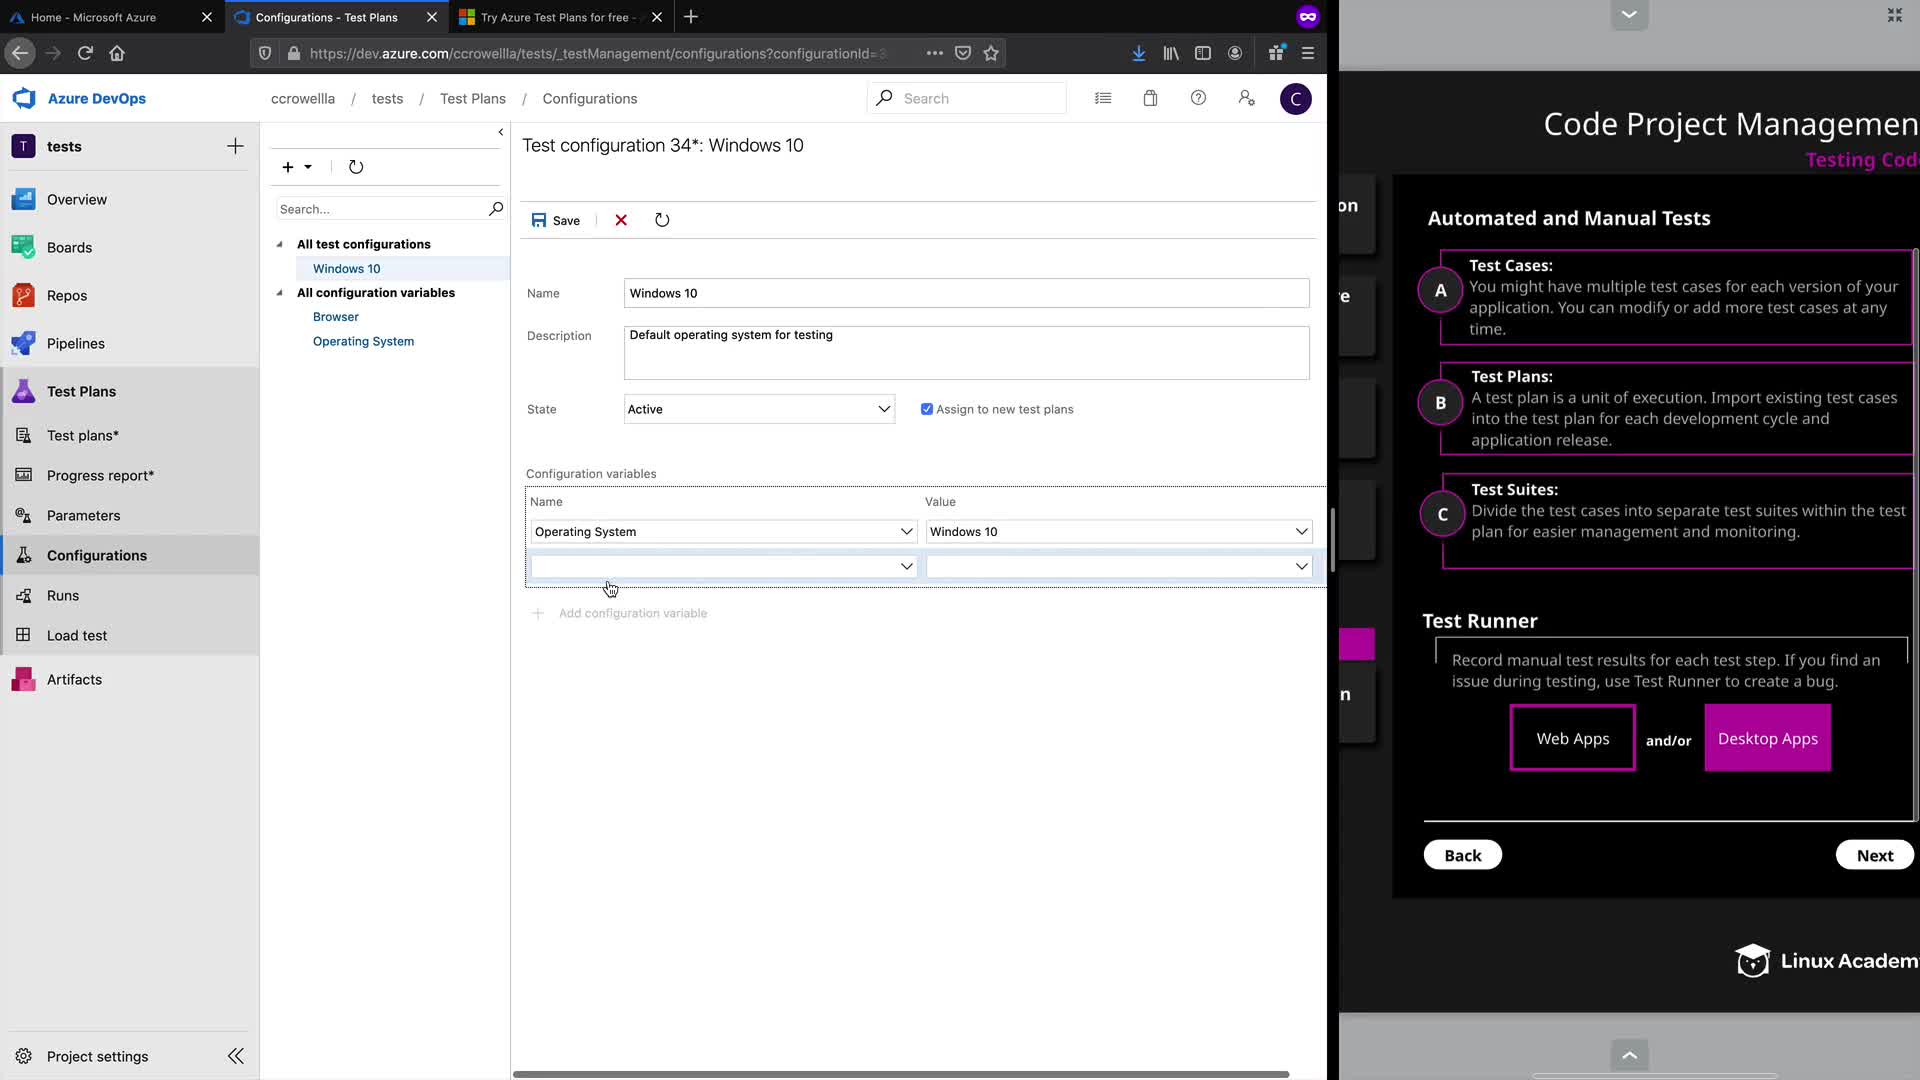 Home - Microsoft Azure
Configurations - Test Plans
Try Azure Test Plans for free -
https://dev.azure.com/ccrowellla/tests/_testManagement/configurations?configurationId=
Azure DevOps
ccrowellla / tests / Test Plans / Configurations
Search
C
T
tests
Overview
Boards
Repos
Pipelines
Test Plans
Test plans*
Progress report*
Parameters
Configurations
Runs
Load test
Artifacts
Project settings
Search...
All test configurations
Windows 10
All configuration variables
Browser
Operating System
Test configuration 34*: Windows 10
Save
Name
Windows 10
Description
Default operating system for testing
State
Active
Assign to new test plans
Configuration variables
Name
Value
Operating System
Windows 10
Add configuration variable
Code Project Managemen
Testing Code
on
e
n
Automated and Manual Tests
A
Test Cases:
You might have multiple test cases for each version of your
application. You can modify or add more test cases at any
time.
B
Test Plans:
A test plan is a unit of execution. Import existing test cases
into the test plan for each development cycle and
application release.
C
Test Suites:
Divide the test cases into separate test suites within the test
plan for easier management and monitoring.
Test Runner
Record manual test results for each test step. If you find an
issue during testing, use Test Runner to create a bug.
Web Apps
and/or
Desktop Apps
Back
Next
Linux Academ